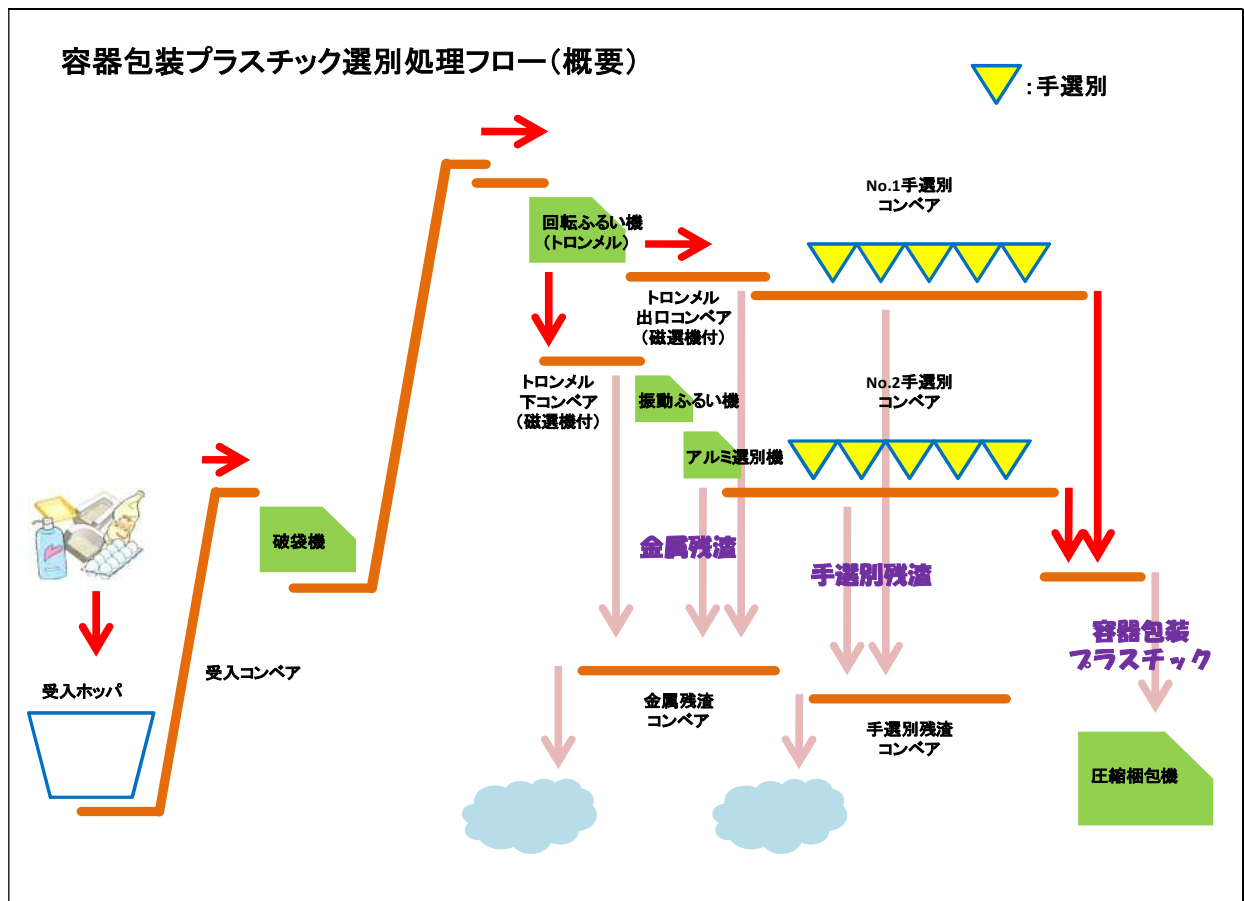 容器包装プラスチック選別処理フロー(概要)
:手選別
No.1手選別
コンベア
回転ふるい機
(トロンメル)
トロンメル
出口コンベア
(磁選機付)
トロンメル
下コンベア
(磁選機付)
振動ふるい機
No.2手選別
コンベア
アルミ選別機
破袋機
金属残渣
手選別残渣
容器包装
プラスチック
受入コンベア
受入ホッパ
金属残渣
コンベア
手選別残渣
コンベア
圧縮梱包機